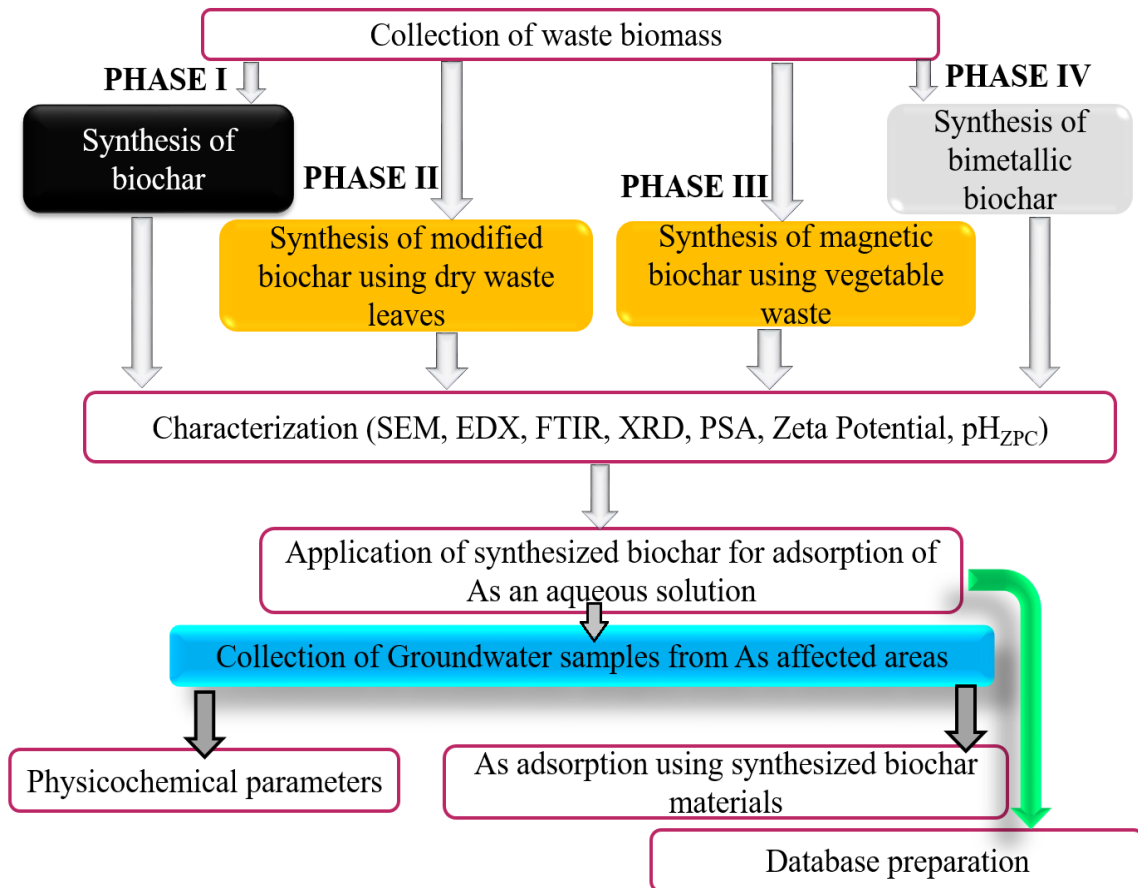 Collection of waste biomass
PHASE I
PHASE IV
Synthesis of
biochar
Synthesis of
bimetallic
biochar
PHASE II
PHASE III
Synthesis of modified
biochar using dry waste
leaves
Synthesis of magnetic
biochar using vegetable
waste
Characterization (SEM, EDX, FTIR, XRD, PSA, Zeta Potential, pHZPC)
Application of synthesized biochar for adsorption of
As an aqueous solution
Collection of Groundwater samples from As affected areas
Physicochemical parameters
As adsorption using synthesized biochar
materials
Database preparation